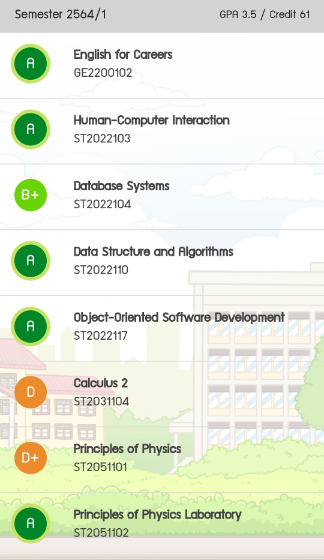 Semester 2564/1 GPA 3.5 / Credit 61
A English for Careers
GE2200102
A Human-Computer Interaction
ST2022103
B+ Database Systems
ST2022104
A Data Structure and Algorithms
ST2022110
A Object-Oriented Software Development
ST2022117
D Calculus 2
ST2031104
D+ Principles of Physics
ST2051101
A Principles of Physics Laboratory
ST2051102